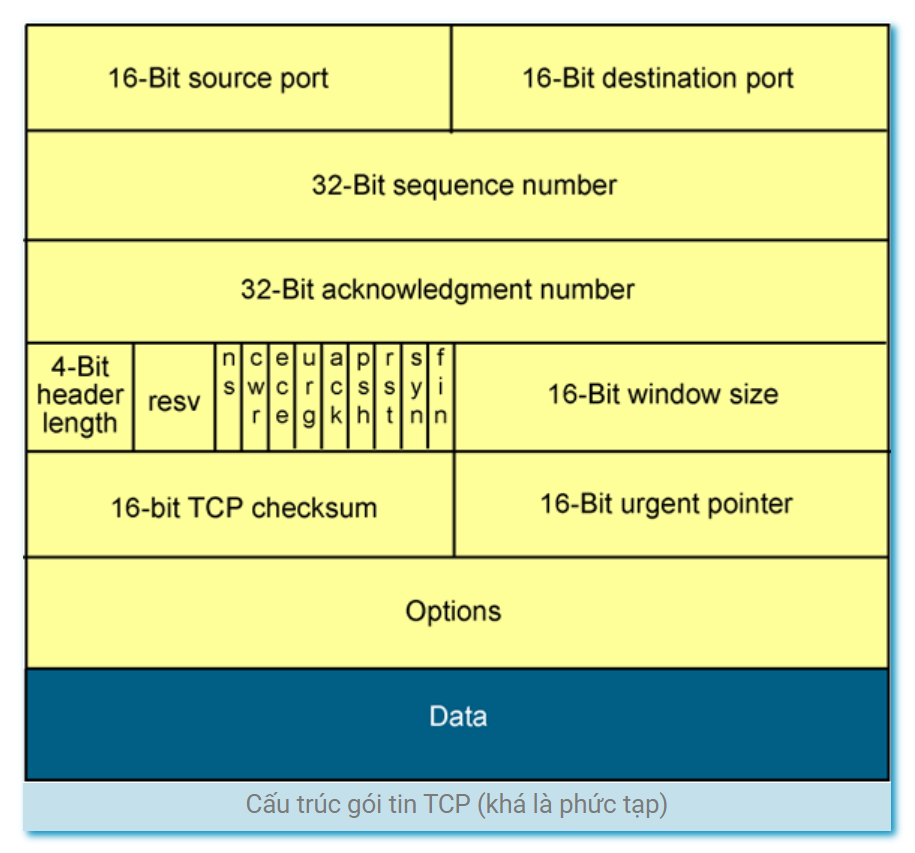 16-Bit source port
16-Bit destination port
32-Bit sequence number
32-Bit acknowledgment number
4-Bit
header
length
resv
ns
cwr
ece
urg
ack
psh
rst
syn
fin
16-Bit window size
16-bit TCP checksum
16-Bit urgent pointer
Options
Data
Cấu trúc gói tin TCP (khá là phức tạp)